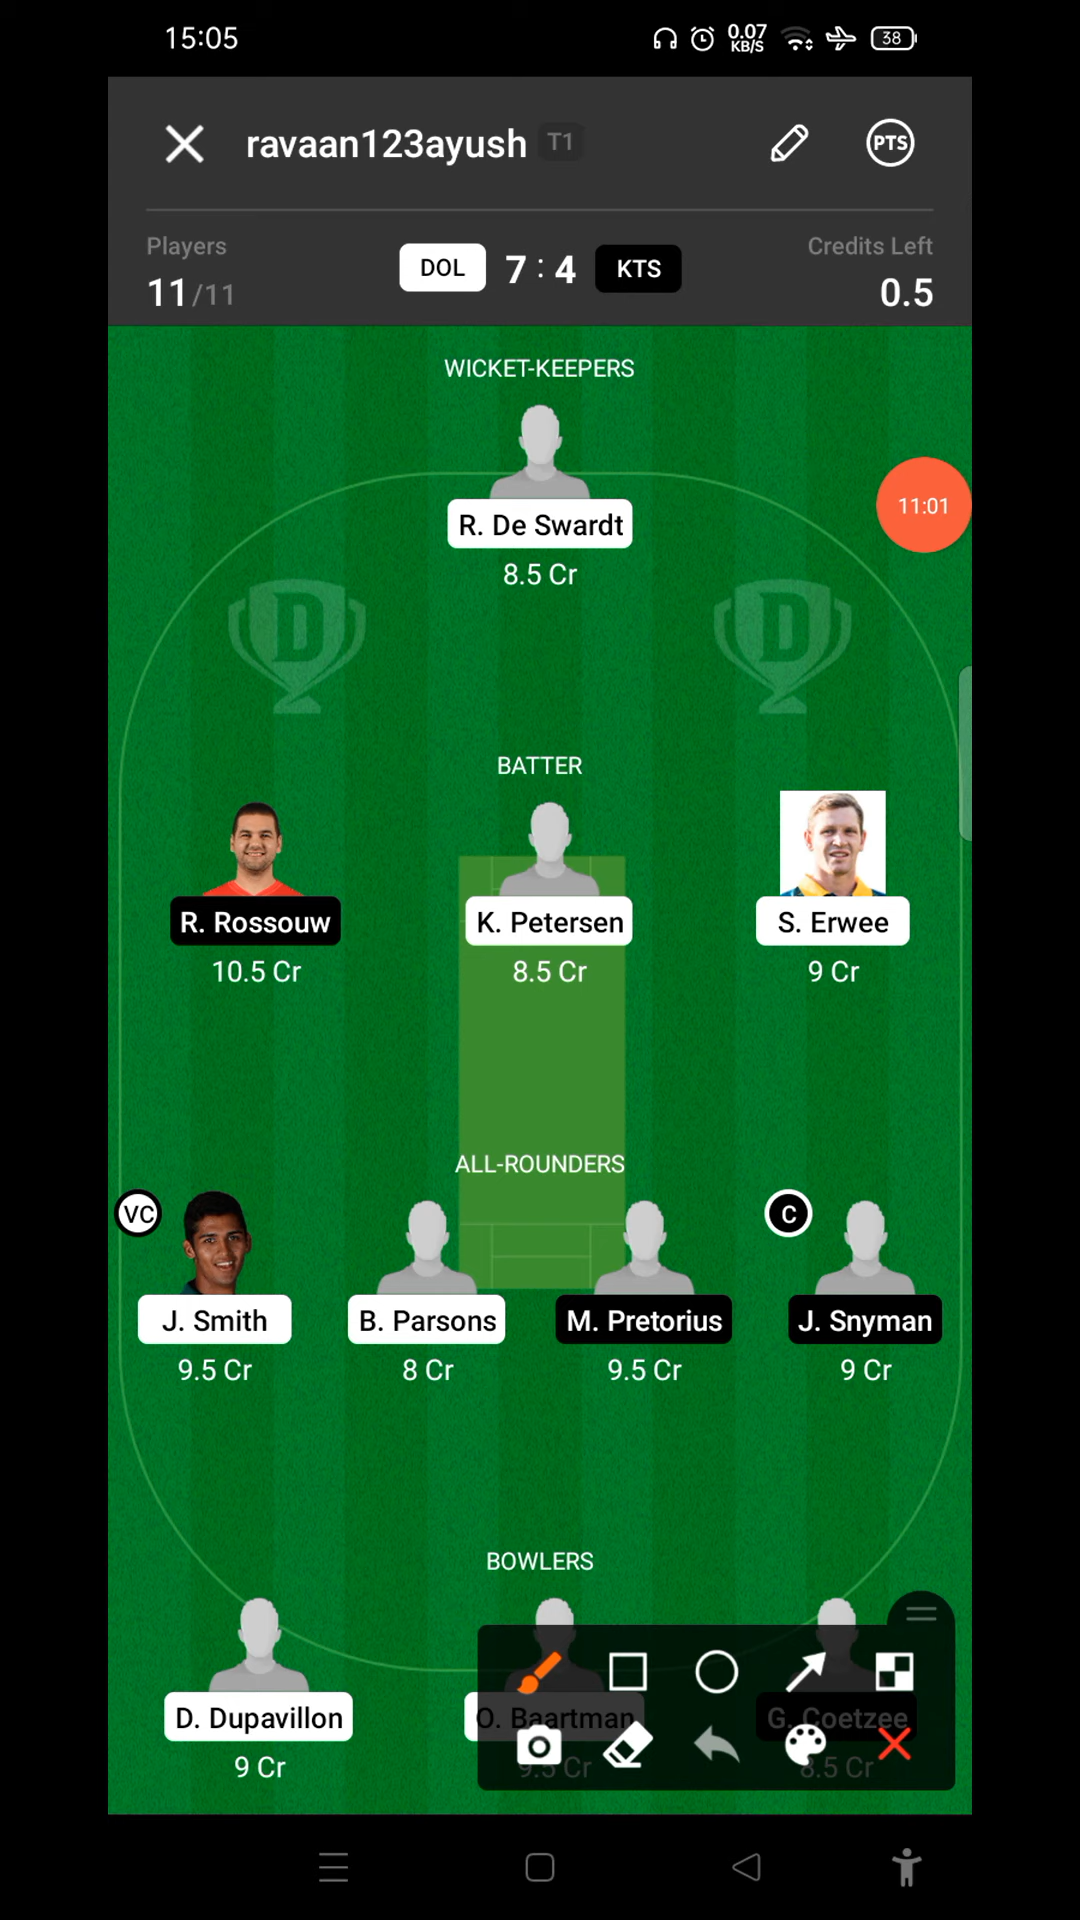 15:05
0.07
KB/S
38
ravaan123ayush T1
PTS
Players
Credits Left
11/11
DOL 7 : 4 KTS
0.5
WICKET-KEEPERS
11:01
R. De Swardt
8.5 Cr
D
D
BATTER
R. Rossouw
K. Petersen
S. Erwee
10.5 Cr
8.5 Cr
9 Cr
ALL-ROUNDERS
VC
C
J. Smith
B. Parsons
M. Pretorius
J. Snyman
9.5 Cr
8 Cr
9.5 Cr
9 Cr
BOWLERS
D. Dupavillon
O. Baartman
G. Coetzee
9 Cr
9.5 Cr
8.5 Cr